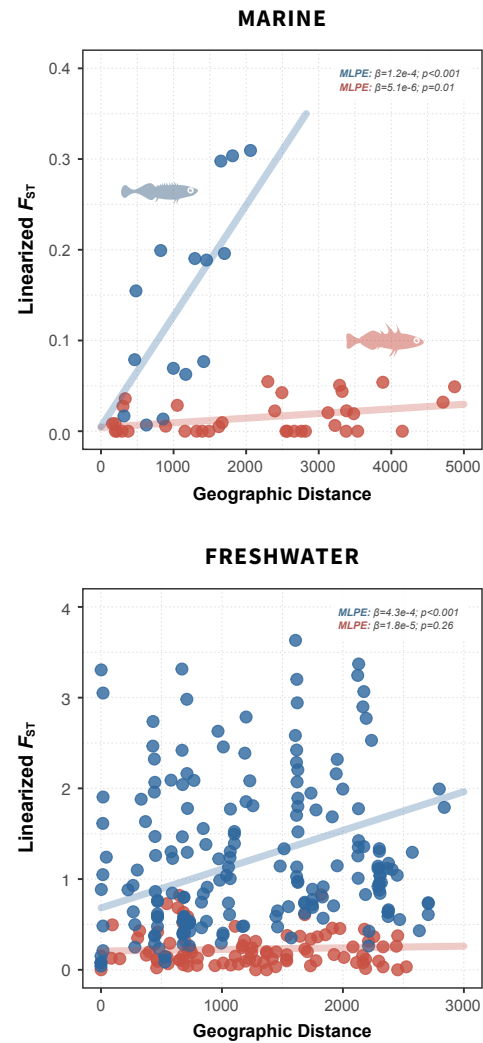 MARINE
MLPE: β=1.2e-4; p<0.001
MLPE: β=5.1e-6; p=0.01
0.4
0.3
0.2
0.1
0.0
Linearized FST
0 1000 2000 3000 4000 5000
Geographic Distance
FRESHWATER
MLPE: β=4.3e-4; p<0.001
MLPE: β=1.8e-5; p=0.26
4
3
2
1
0
Linearized FST
0 1000 2000 3000
Geographic Distance